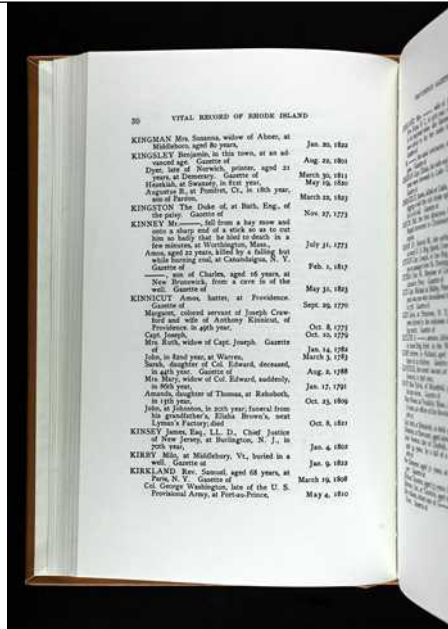 30 VITAL RECORD OF RHODE ISLAND
KINGMAN Mrs. Susanna, widow of Abner, at
Middleboro, aged 80 years, Jan. 20, 1822
KINGSLEY Benjamin, in this town, at an ad-
vanced age. Gazette of Aug. 22, 1801
Dyer, late of Norwich, printer, aged 21
years, at Demerary. Gazette of March 30, 1811
Hezekiah, at Swansey, in 81st year, May 19, 1820
Augustus R., at Pomfret, Ct., in 18th year,
son of Pardon, March 22, 1823
KINGSTON The Duke of, at Bath, Eng., of
the palsy. Gazette of Nov. 27, 1773
KINNEY Mr.——, fell from a hay mow and
onto a sharp end of a stick so as to cut
him so badly that he bled to death in a
few minutes, at Worthington, Mass., July 31, 1773
Amos, aged 22 years, killed by a falling but
while burning coal, at Canandaigua, N. Y.
Gazette of Feb. 1, 1817
——, son of Charles, aged 16 years, at
New Brunswick, from a cave in of the
well. Gazette of May 31, 1823
KINNICUT Amos, hatter, at Providence.
Gazette of Sept. 29, 1770
Margaret, colored servant of Joseph Craw-
ford and wife of Anthony Kinnicut, of
Providence, in 49th year, Oct. 8, 1775
Capt. Joseph, Oct. 10, 1779
Mrs. Ruth, widow of Capt. Joseph. Gazette
of Jan. 14, 1782
John, in 82nd year, at Warren, March 3, 1783
Sarah, daughter of Col. Edward, deceased,
in 44th year. Gazette of Aug. 2, 1788
Mrs. Mary, widow of Col. Edward, suddenly,
in 86th year, Jan. 17, 1791
Amanda, daughter of Thomas, at Rehoboth,
in 15th year, Oct. 23, 1809
John, at Johnston, in 20th year; funeral from
his grandfather's, Elisha Brown's, near
Lyman's Factory; died Oct. 8, 1821
KINSEY James, Esq., LL. D., Chief Justice
of New Jersey, at Burlington, N. J., in
70th year, Jan. 4, 1802
KIRBY Miln, at Middlebury, Vt., buried in a
well. Gazette of Jan. 9, 1822
KIRKLAND Rev. Samuel, aged 68 years, at
Paris, N. Y. Gazette of March 19, 1808
Col. George Washington, late of the U. S.
Provisional Army, at Port-au-Prince, May 4, 1810